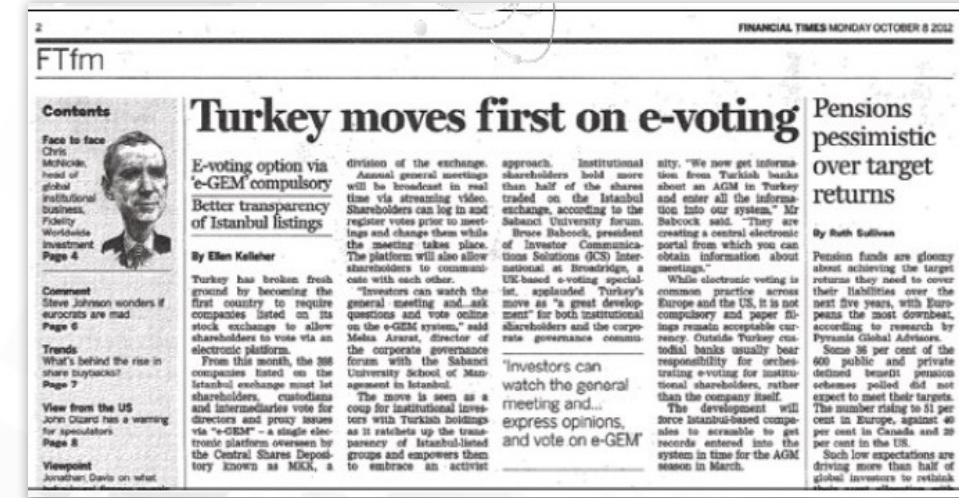 2
FINANCIAL TIMES MONDAY OCTOBER 8 2012
FTfm
Contents
Face to face
Chris
McNickle,
head of
global
institutional
business,
Fidelity
Worldwide
Investment
Page 4
Comment
Steve Johnson wonders if
eurocrats are mad
Page 6
Trends
What's behind the rise in
share buybacks?
Page 7
View from the US
John Dizard has a warning
for speculators
Page 8
Viewpoint
Jonathan Davis on what
Turkey moves first on e-voting
E-voting option via
'e-GEM' compulsory
Better transparency
of Istanbul listings
By Ellen Kelleher
Turkey has broken fresh
ground by becoming the
first country to require
companies listed on its
stock exchange to allow
shareholders to vote via an
electronic platform.
From this month, the 398
companies listed on the
Istanbul exchange must let
shareholders, custodians
and intermediaries vote for
directors and proxy issues
via "e-GEM" – a single elec-
tronic platform overseen by
the Central Shares Deposi-
tory known as MKK, a
division of the exchange.
Annual general meetings
will be broadcast in real
time via streaming video.
Shareholders can log in and
register votes prior to meet-
ings and change them while
the meeting takes place.
The platform will also allow
shareholders to communi-
cate with each other.
"Investors can watch the
general meeting and...ask
questions and vote online
on the e-GEM system," said
Melsa Ararat, director of
the corporate governance
forum with the Sabanci
University School of Man-
agement in Istanbul.
The move is seen as a
coup for institutional inves-
tors with Turkish holdings
as it ratchets up the trans-
parency of Istanbul-listed
groups and empowers them
to embrace an activist
approach. Institutional
shareholders hold more
than half of the shares
traded on the Istanbul
exchange, according to the
Sabanci University forum.
Bruce Babcock, president
of Investor Communica-
tions Solutions (ICS) Inter-
national at Broadridge, a
UK-based e-voting special-
ist, applauded Turkey's
move as "a great develop-
ment" for both institutional
shareholders and the corpo-
rate governance commu-
"Investors can
watch the general
meeting and...
express opinions,
and vote on e-GEM"
nity. "We now get informa-
tion from Turkish banks
about an AGM in Turkey
and enter all the informa-
tion into our system," Mr
Babcock said. "They are
creating a central electronic
portal from which you can
obtain information about
meetings."
While electronic voting is
common practice across
Europe and the US, it is not
compulsory and paper fil-
ings remain acceptable cur-
rency. Outside Turkey cus-
todial banks usually bear
responsibility for orches-
trating e-voting for institu-
tional shareholders, rather
than the company itself.
The development will
force Istanbul-based compa-
nies to scramble to get
records entered into the
system in time for the AGM
season in March.
Pensions
pessimistic
over target
returns
By Ruth Sullivan
Pension funds are gloomy
about achieving the target
returns they need to cover
their liabilities over the
next five years, with Euro-
peans the most downbeat,
according to research by
Pyramis Global Advisors.
Some 36 per cent of the
600 public and private
defined benefit pension
schemes polled did not
expect to meet their targets.
The number rising to 51 per
cent in Europe, against 40
per cent in Canada and 20
per cent in the US.
Such low expectations are
driving more than half of
global investors to rethink